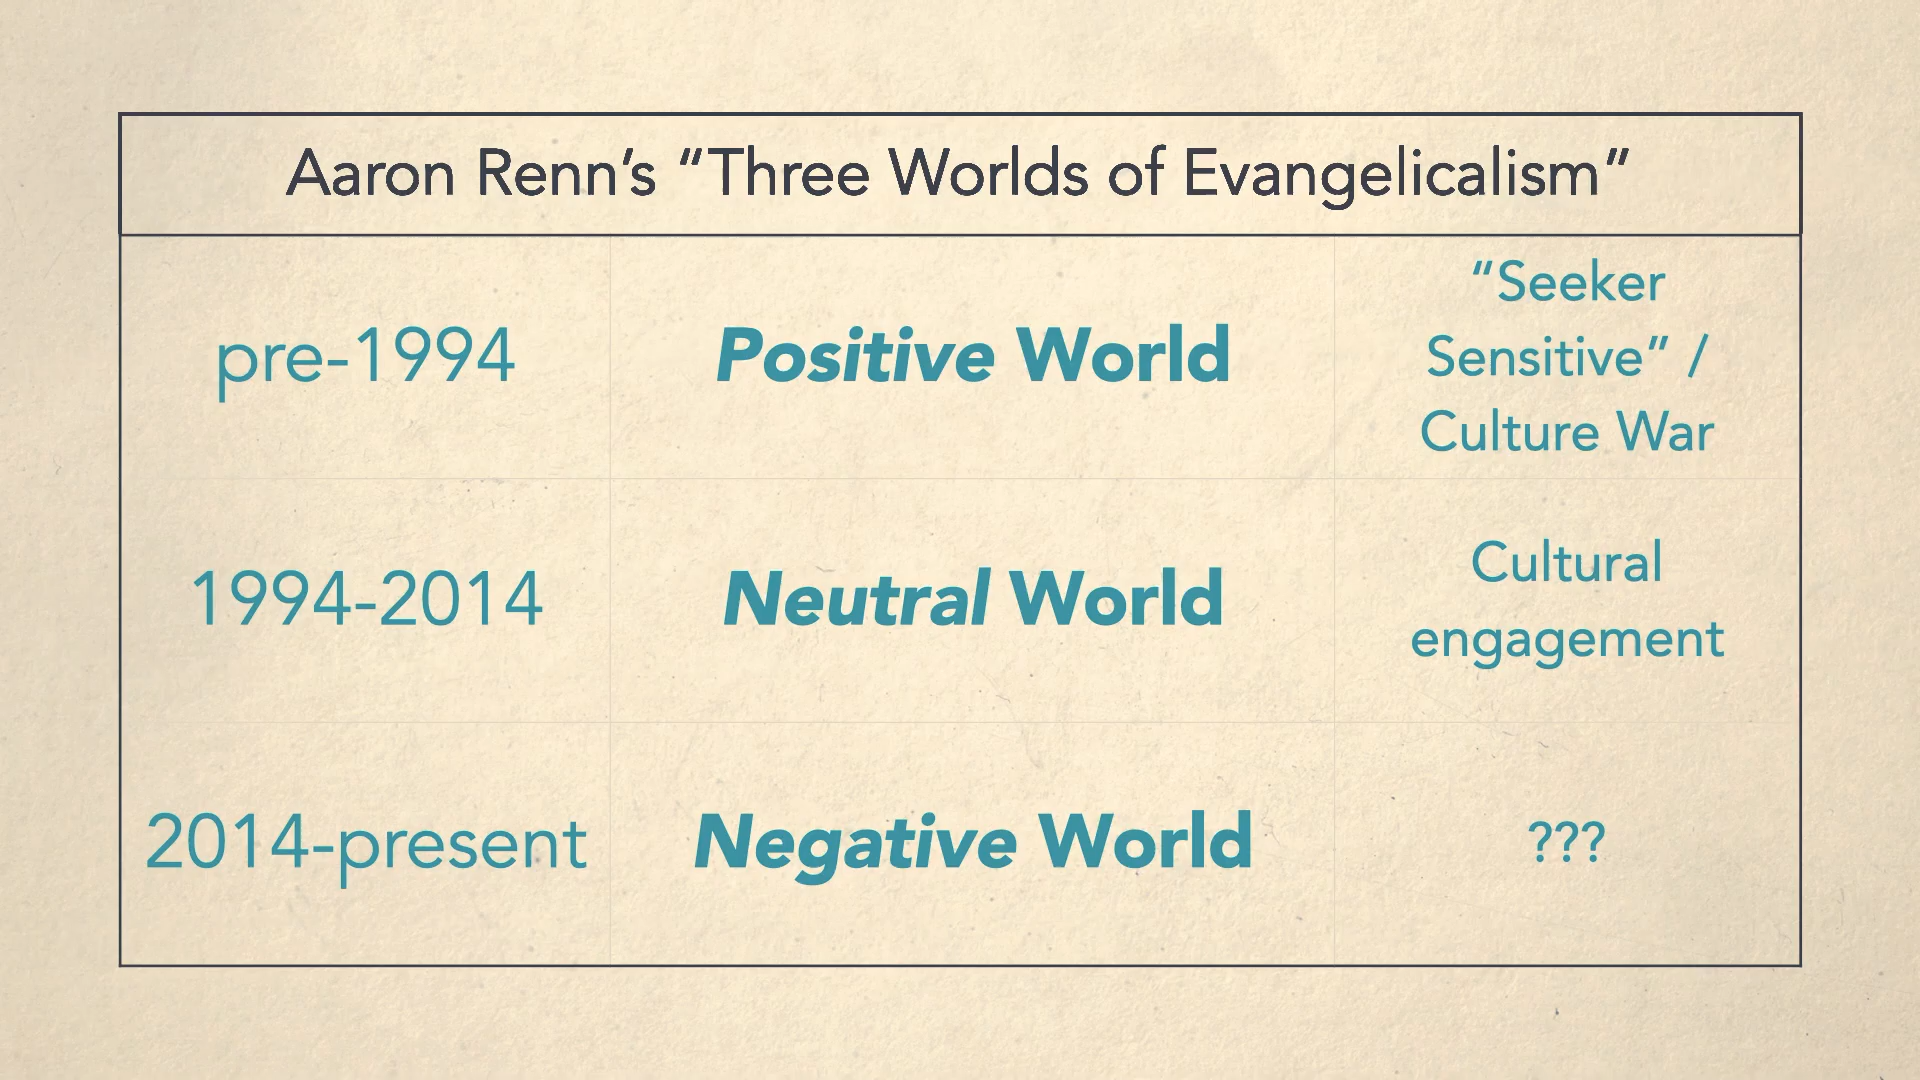 Aaron Renn’s “Three Worlds of Evangelicalism”
pre-1994
Positive World
“Seeker
Sensitive” /
Culture War
1994-2014
Neutral World
Cultural
engagement
2014-present
Negative World
???